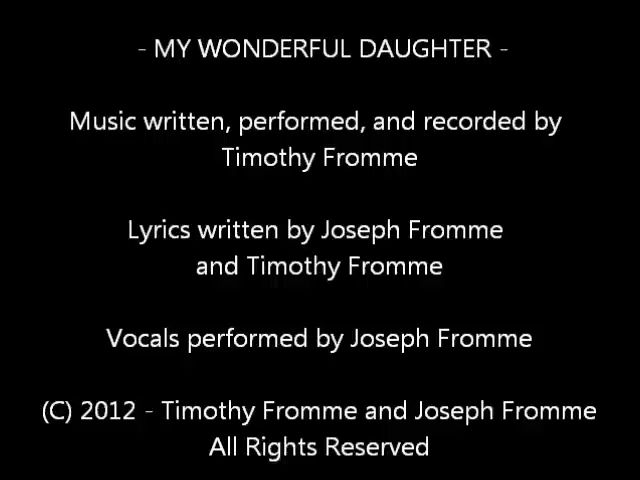 - MY WONDERFUL DAUGHTER -
Music written, performed, and recorded by
Timothy Fromme
Lyrics written by Joseph Fromme
and Timothy Fromme
Vocals performed by Joseph Fromme
(C) 2012 - Timothy Fromme and Joseph Fromme
All Rights Reserved